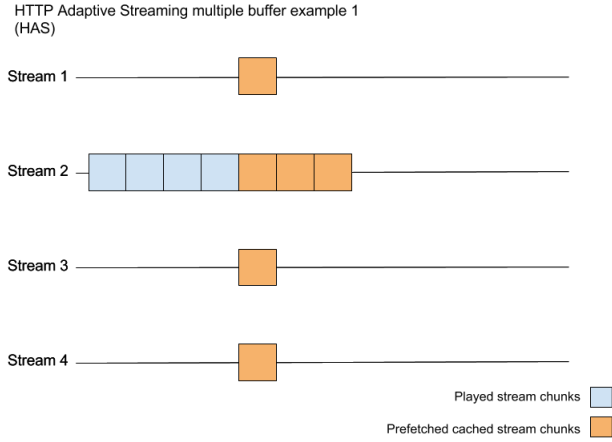 HTTP Adaptive Streaming multiple buffer example 1
(HAS)
Stream 1
Stream 2
Stream 3
Stream 4
Played stream chunks
Prefetched cached stream chunks